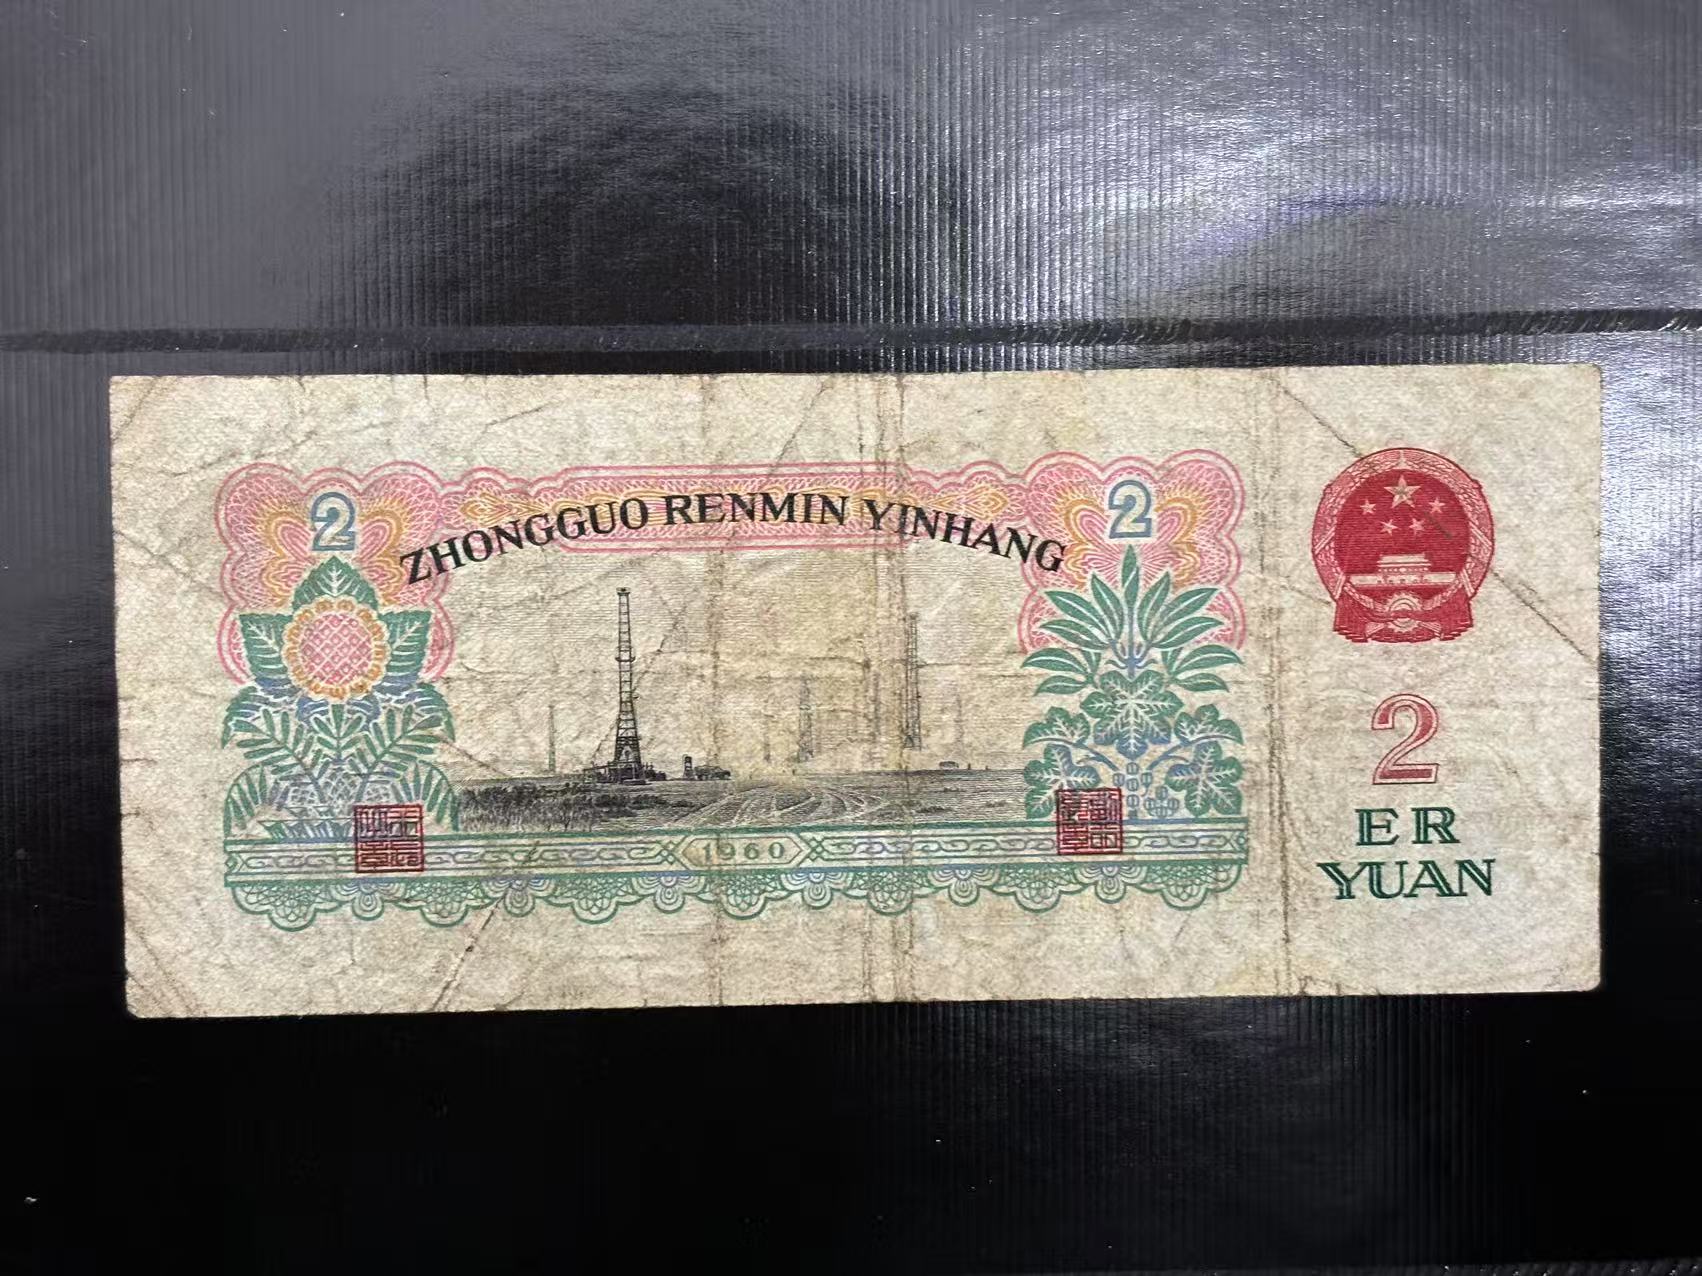 2
2
ZHONGGUO RENMIN YINHANG
1960
2
ER
YUAN